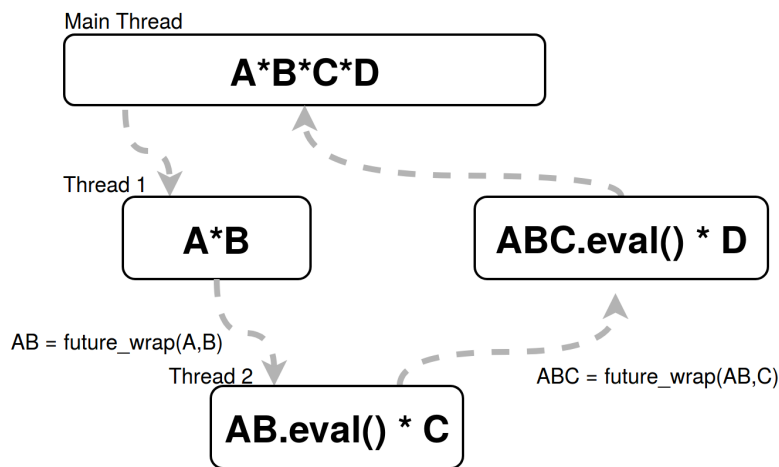 Main Thread
A*B*C*D
Thread 1
A*B
ABC.eval() * D
AB = future_wrap(A,B)
Thread 2
ABC = future_wrap(AB,C)
AB.eval() * C